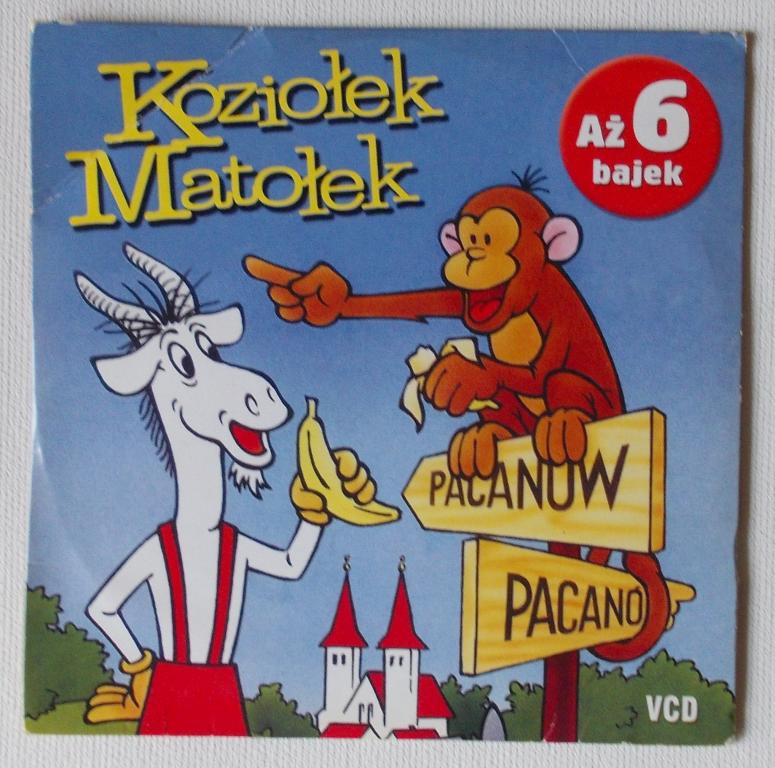 Koziołek
Matołek
Aż 6
bajek
PACANÓW
PACANO
VCD